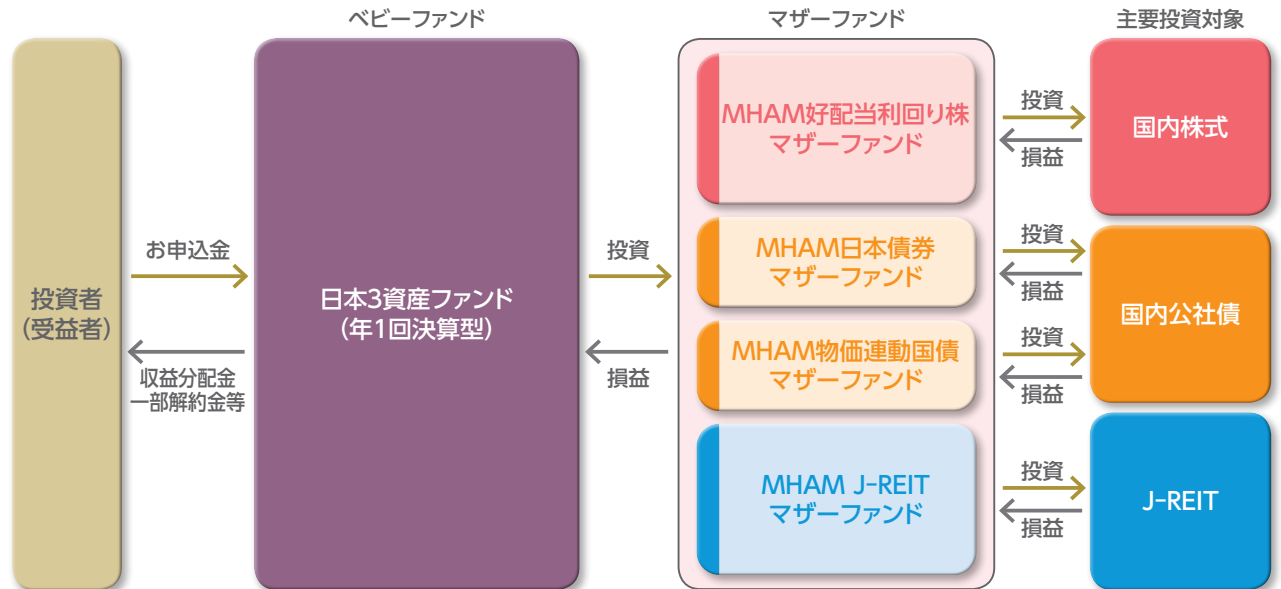 ベビーファンド
マザーファンド
主要投資対象
投資者
(受益者)
お申込金
収益分配金
一部解約金等
日本3資産ファンド
(年1回決算型)
投資
損益
MHAM好配当利回り株
マザーファンド
投資
損益
国内株式
MHAM日本債券
マザーファンド
投資
損益
MHAM物価連動国債
マザーファンド
投資
損益
国内公社債
MHAM J-REIT
マザーファンド
投資
損益
J-REIT